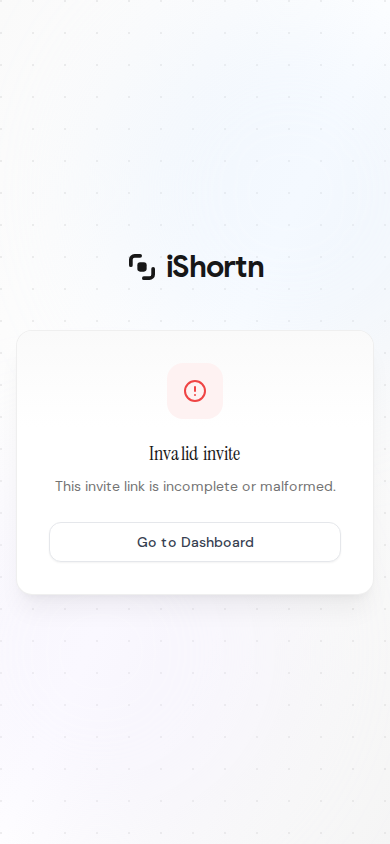 iShortn
Invalid invite
This invite link is incomplete or malformed.
Go to Dashboard